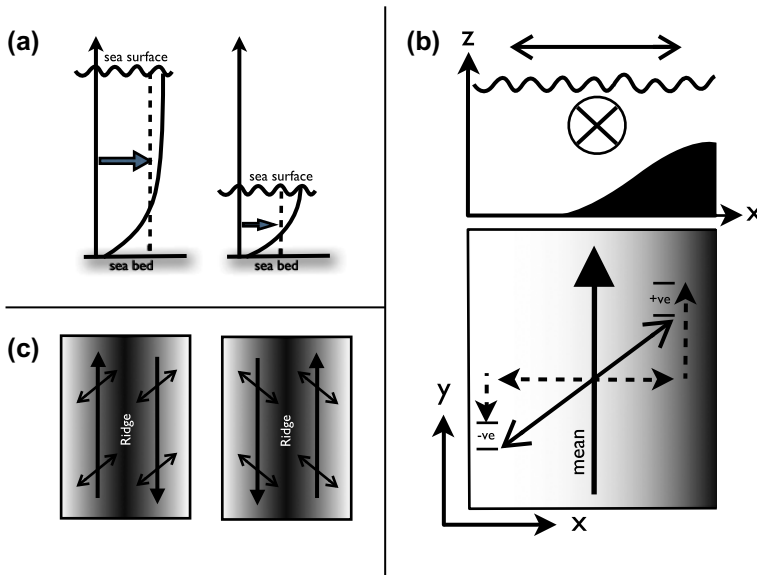 (a)
sea surface
sea bed
sea surface
sea bed
(b)
z
x
+ve
-ve
mean
y
x
(c)
Ridge
Ridge